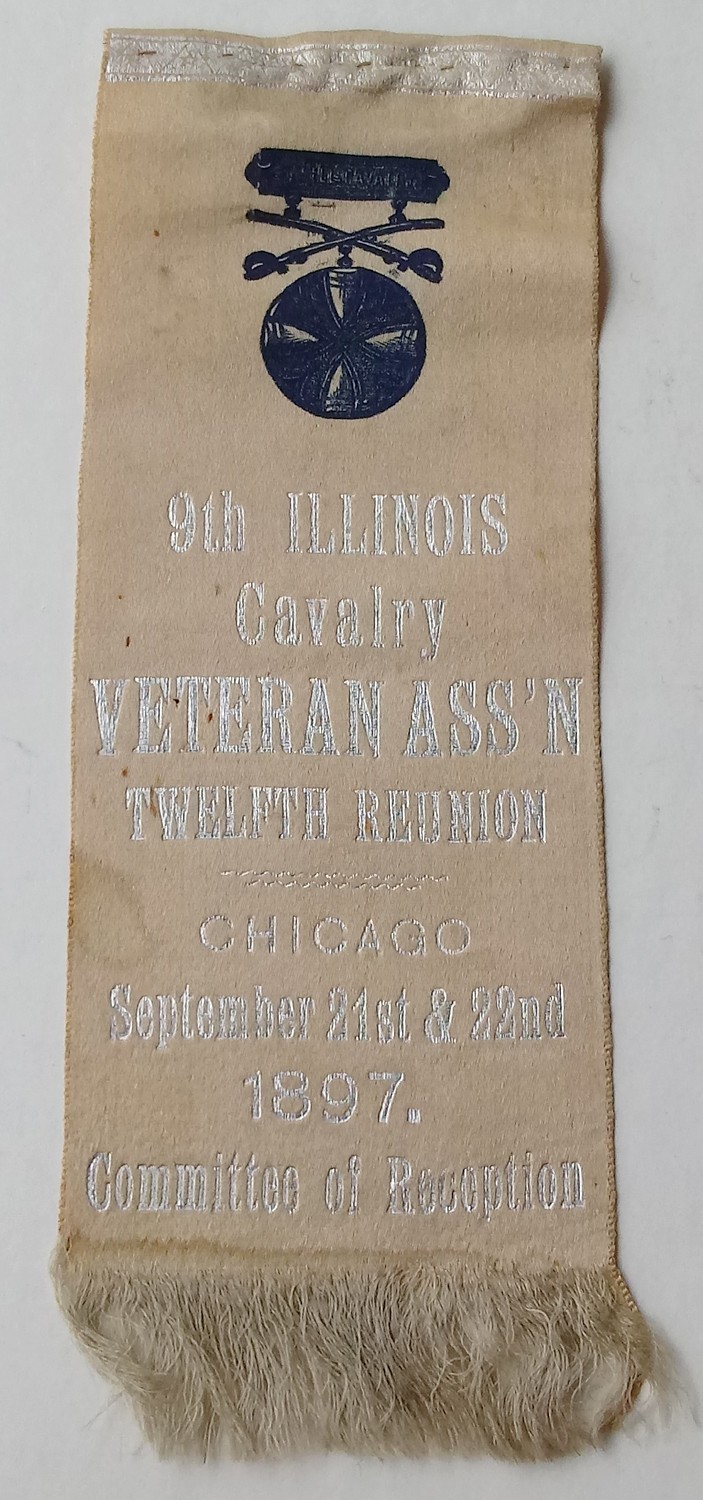 9th ILLINOIS
Cavalry
VETERAN ASS'N
TWELFTH REUNION
CHICAGO
September 21st & 22nd
1897.
Committee of Reception